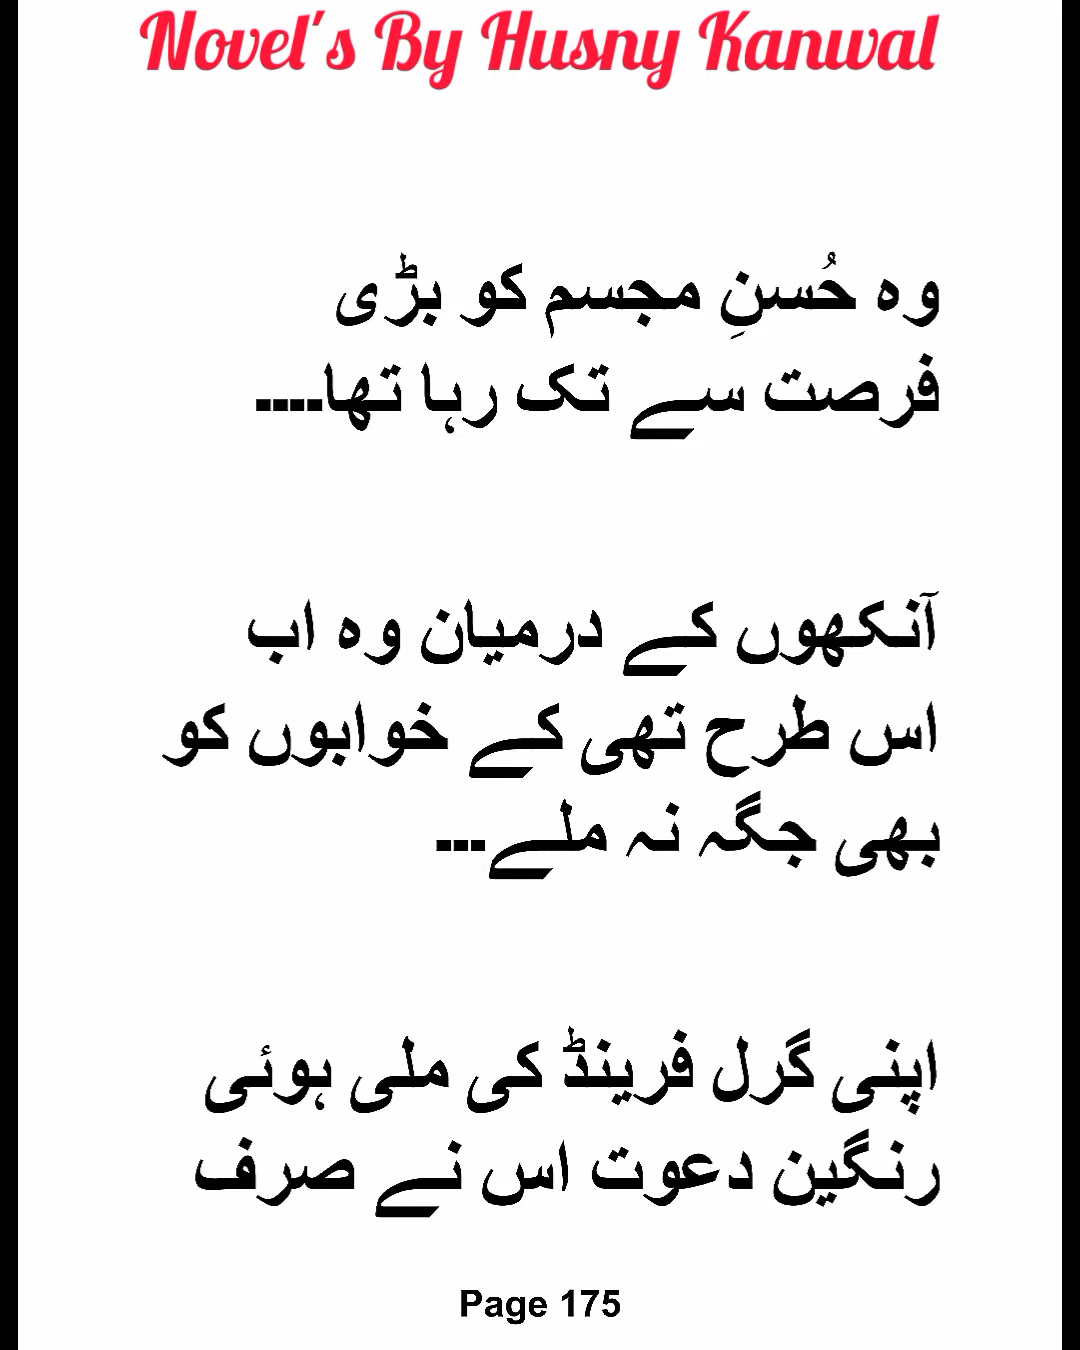 Novel's By Husny Kanwal
وہ حُسنِ مجسم کو بڑی
فرصت سے تک رہا تھا....
آنکھوں کے درمیان وہ اب
اس طرح تھی کے خوابوں کو
بھی جگہ نہ ملے...
اپنی گرل فرینڈ کی ملی ہوئی
رنگین دعوت اس نے صرف
Page 175